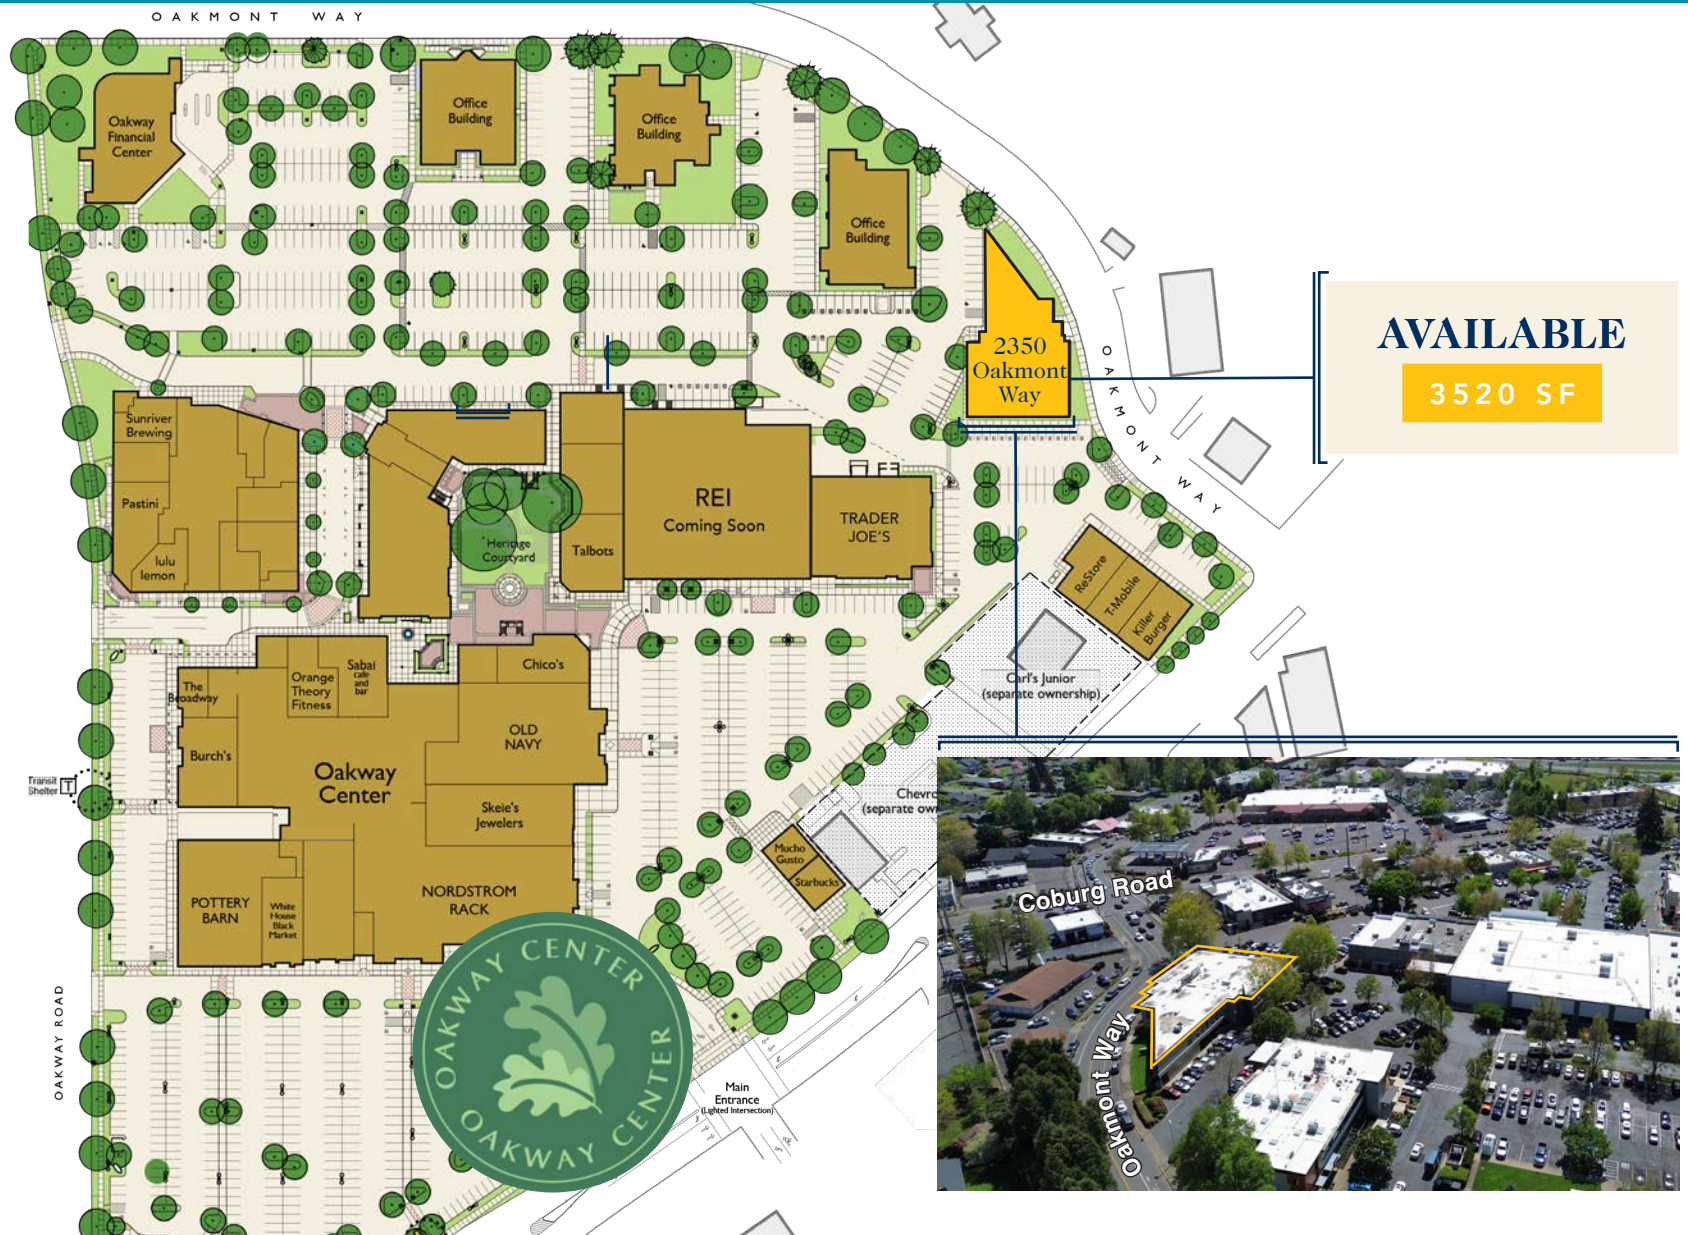 OAKMONT WAY
Oakway
Financial
Center
Office
Building
Office
Building
Office
Building
2350
Oakmont
Way
AVAILABLE
3520 SF
OAKMONT WAY
Sunriver
Brewing
Pastini
lulu
lemon
Heritage
Courtyard
Talbots
REI
Coming Soon
TRADER
JOE'S
ReStore
T-Mobile
Killer
Burger
Carl's Junior
(separate ownership)
The
Broadway
Orange
Theory
Fitness
Sabai
cafe
and
bar
Chico's
Burch's
OLD
NAVY
Oakway
Center
Skeie's
Jewelers
Transit
Shelter
T
Chevro
(separate own
Mucho
Gusto
Starbucks
POTTERY
BARN
White
House
Black
Market
NORDSTROM
RACK
OAKWAY ROAD
OAKWAY CENTER
OAKWAY CENTER
Main
Entrance
(Lighted Intersection)
Coburg Road
Oakmont Way